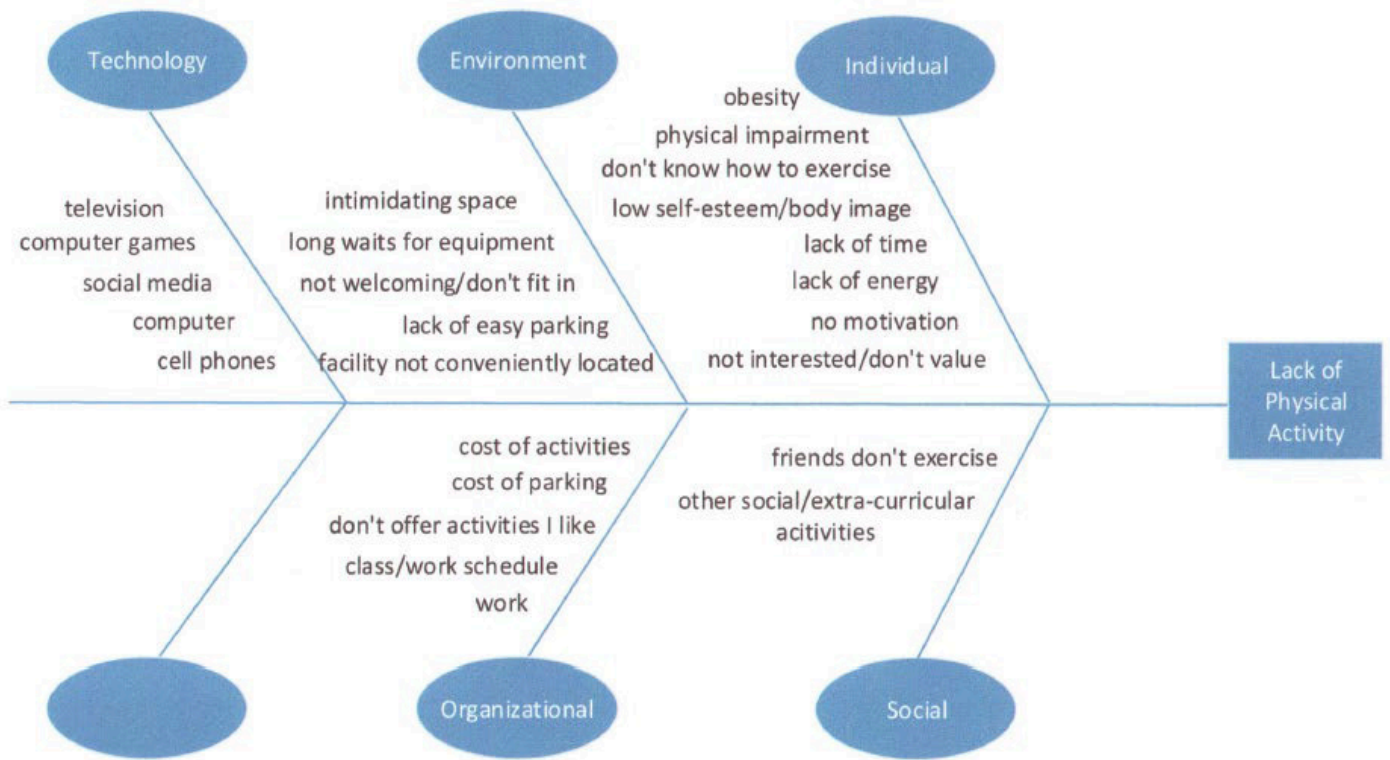 Technology
Environment
Individual
obesity
physical impairment
don't know how to exercise
low self-esteem/body image
lack of time
lack of energy
no motivation
not interested/don't value
intimidating space
long waits for equipment
not welcoming/don't fit in
lack of easy parking
facility not conveniently located
television
computer games
social media
computer
cell phones
Lack of
Physical
Activity
cost of activities
cost of parking
don't offer activities I like
class/work schedule
work
friends don't exercise
other social/extra-curricular
acitivities
Organizational
Social